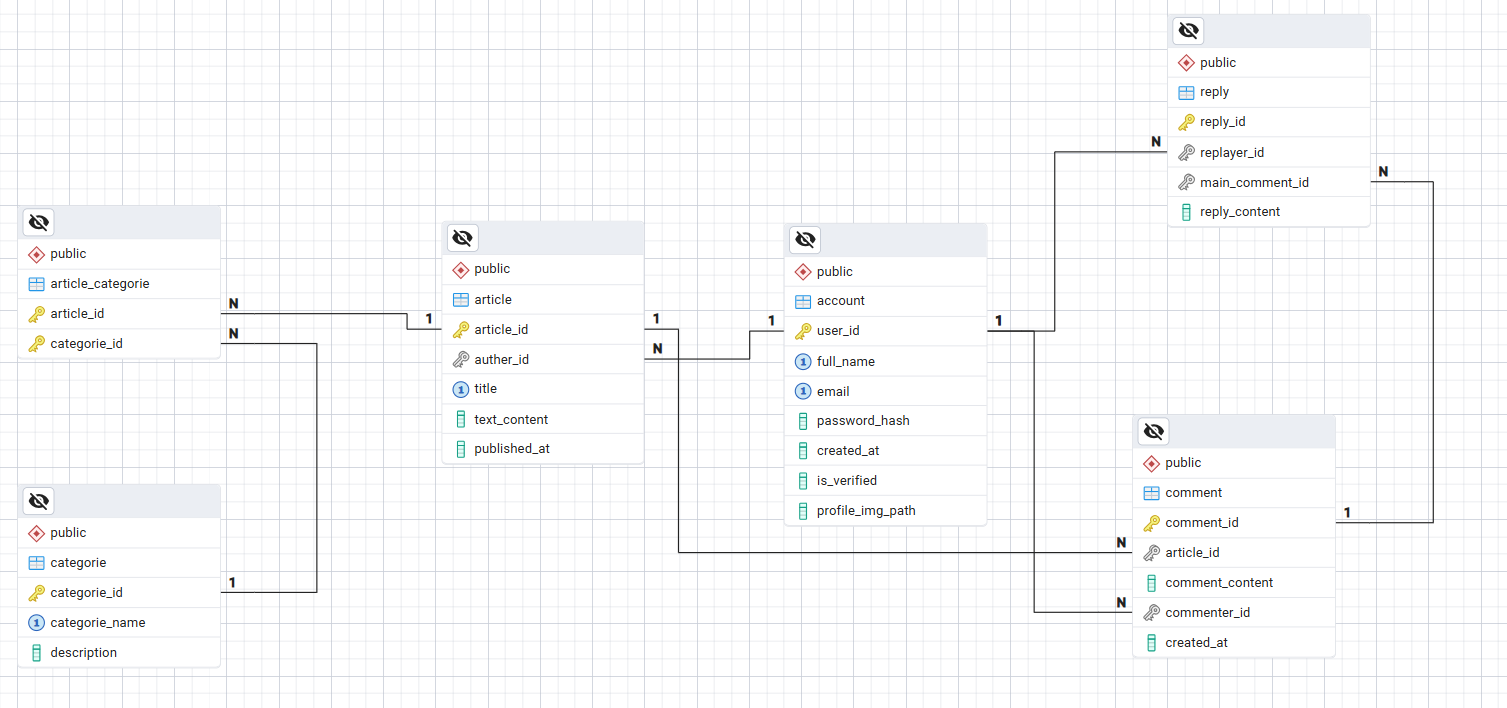 public
article_categorie
article_id
categorie_id
N
N
public
categorie
categorie_id
categorie_name
description
1
public
article
article_id
auther_id
title
text_content
published_at
1
1
N
public
account
user_id
full_name
email
password_hash
created_at
is_verified
profile_img_path
1
1
public
reply
reply_id
replayer_id
main_comment_id
reply_content
N
N
public
comment
comment_id
article_id
comment_content
commenter_id
created_at
1
N
N